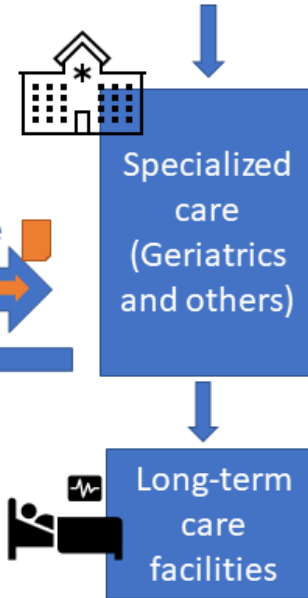 Specialized
care
(Geriatrics
and others)
Long-term
care
facilities